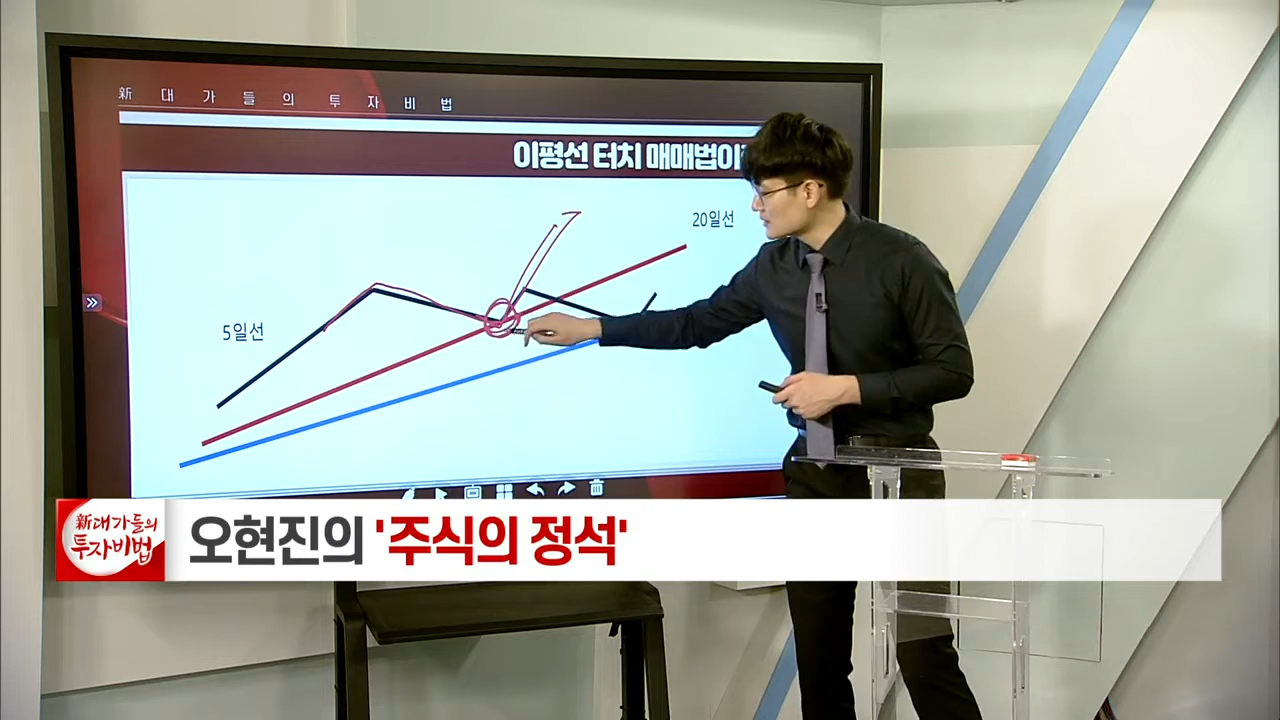 新 대 가 들 의 투 자 비 법
이평선 터치 매매법이
20일선
5일선
新 대가들의
투자비법
오현진의 '주식의 정석'